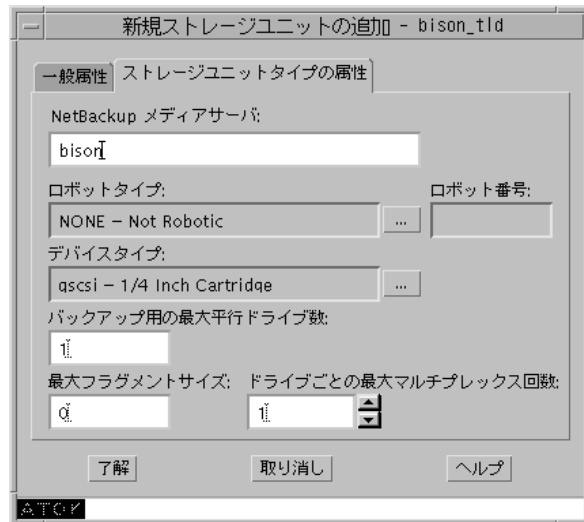 新規ストレージユニットの追加 - bison_tld
一般属性 ストレージユニットタイプの属性
NetBackup メディアサーバ:
bison
ロボットタイプ: ロボット番号:
NONE – Not Robotic ...
デバイスタイプ:
qscsi – 1/4 Inch Cartridge ...
バックアップ用の最大平行ドライブ数:
1
最大フラグメントサイズ: ドライブごとの最大マルチプレックス回数:
0 1
了解 取り消し ヘルプ
ATOK